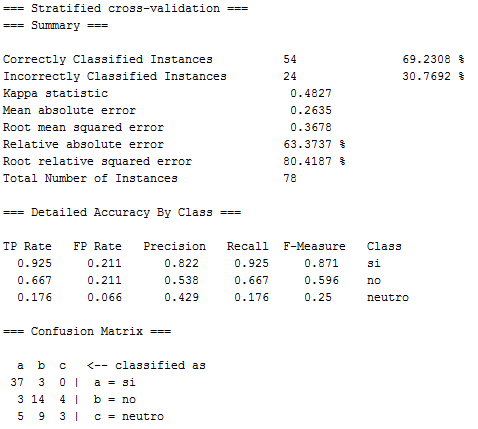 === Stratified cross-validation ===
=== Summary ===
Correctly Classified Instances 54 69.2308 %
Incorrectly Classified Instances 24 30.7692 %
Kappa statistic 0.4827
Mean absolute error 0.2635
Root mean squared error 0.3678
Relative absolute error 63.3737 %
Root relative squared error 80.4187 %
Total Number of Instances 78
=== Detailed Accuracy By Class ===
TP Rate FP Rate Precision Recall F-Measure Class
0.925 0.211 0.822 0.925 0.871 si
0.667 0.211 0.538 0.667 0.596 no
0.176 0.066 0.429 0.176 0.25 neutro
=== Confusion Matrix ===
a b c <-- classified as
37 3 0 | a = si
3 14 4 | b = no
5 9 3 | c = neutro